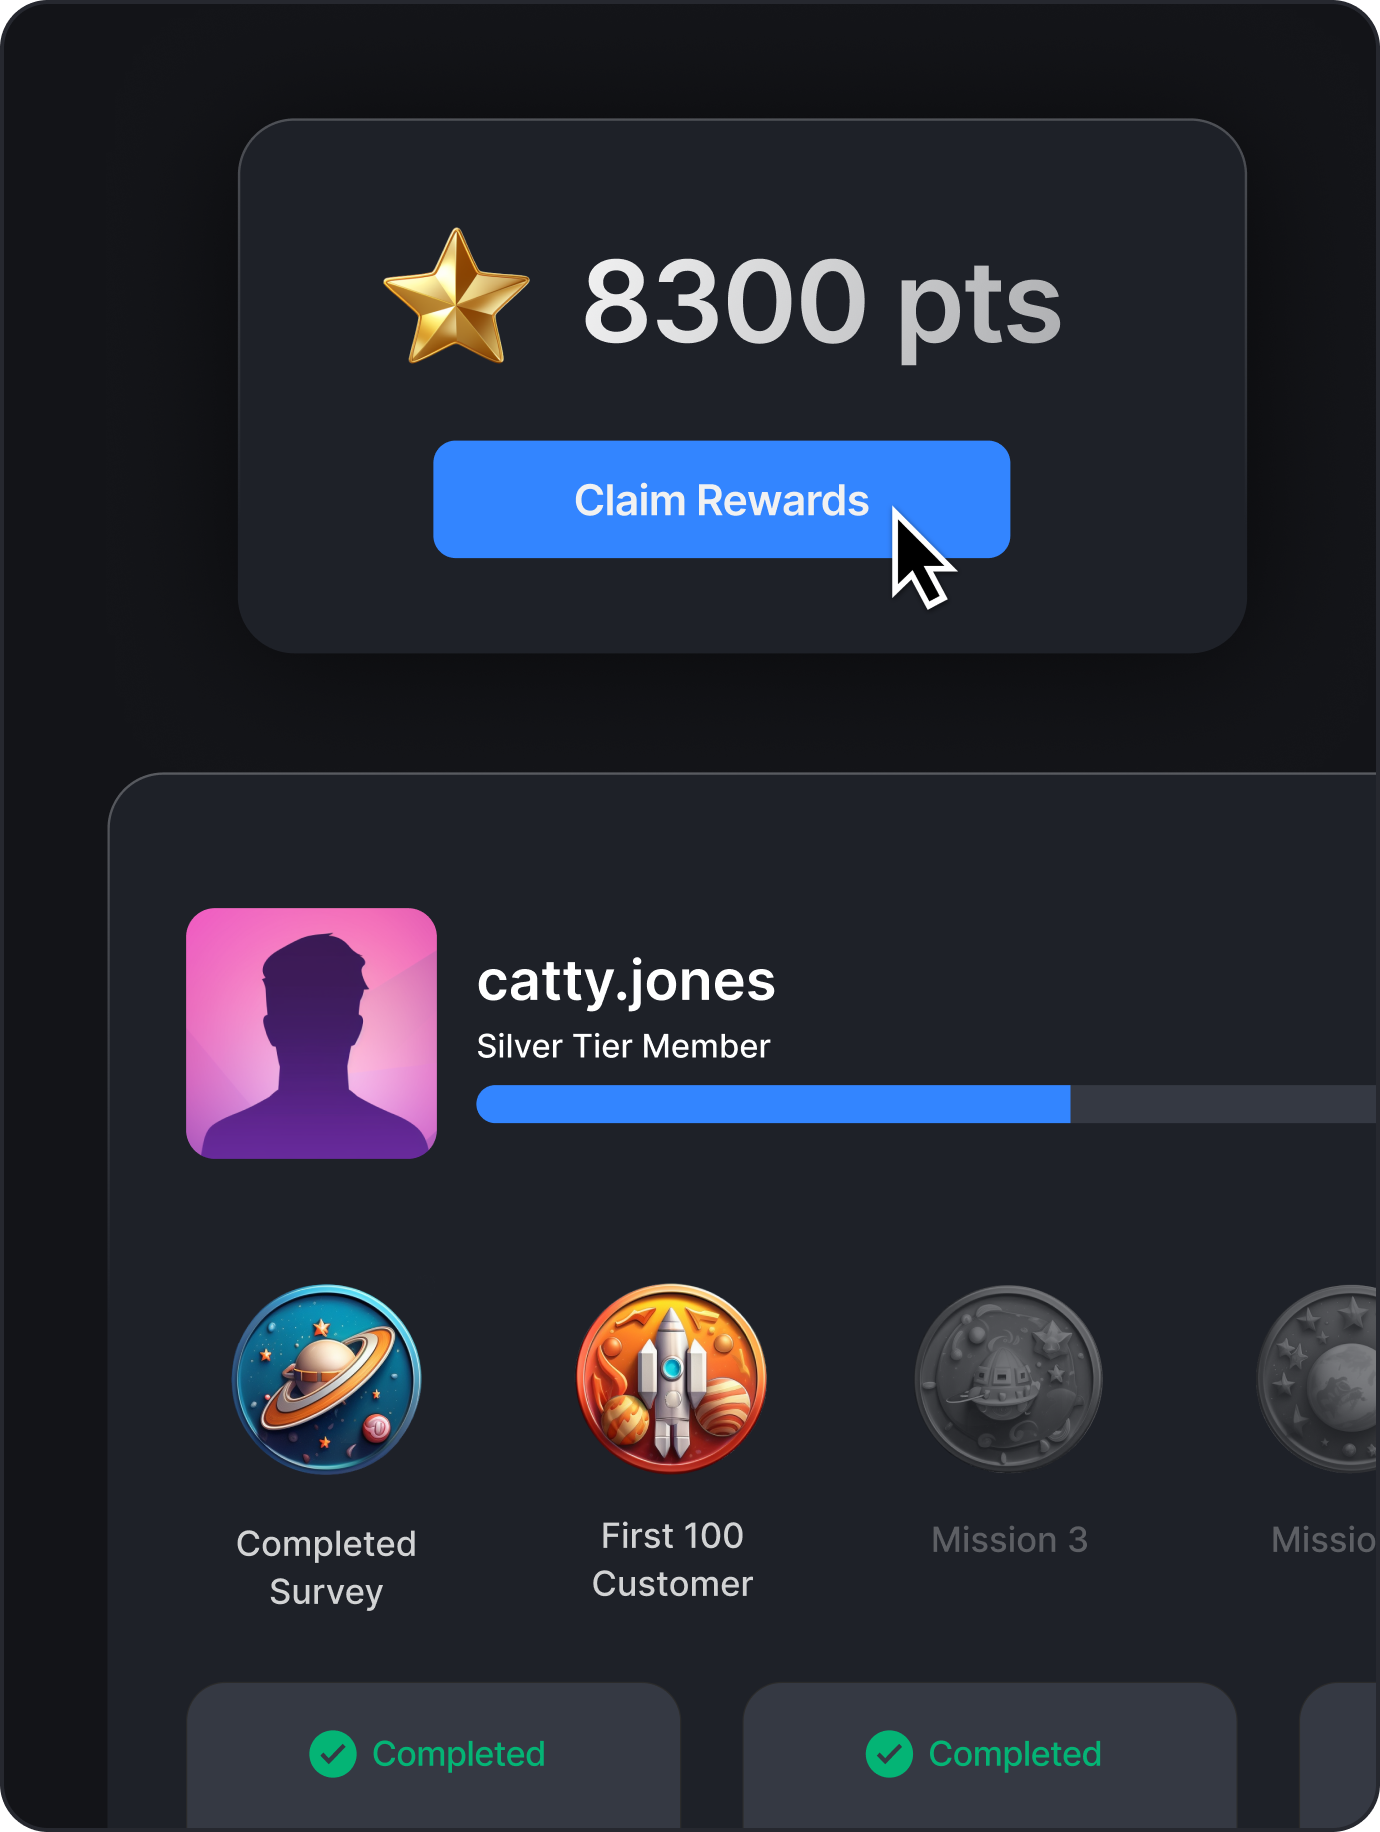 8300 pts
Claim Rewards
catty.jones
Silver Tier Member
Completed
Survey
First 100
Customer
Mission 3
Missio
Completed
Completed